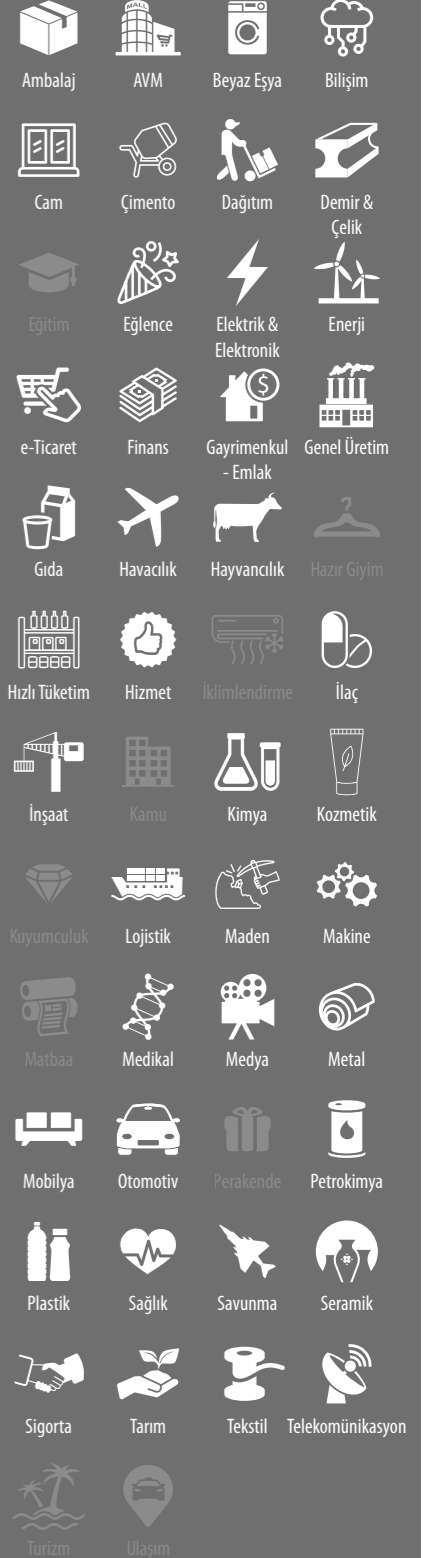 MALL
Ambalaj
AVM
Beyaz Eşya
Bilişim
Cam
Çimento
Dağıtım
Demir &
Çelik
Eğitim
Eğlence
Elektrik &
Elektronik
Enerji
e-Ticaret
Finans
Gayrimenkul
- Emlak
Genel Üretim
Gıda
Havacılık
Hayvancılık
Hazır Giyim
Hızlı Tüketim
Hizmet
İklimlendirme
İlaç
İnşaat
Kamu
Kimya
Kozmetik
Kuyumculuk
Lojistik
Maden
Makine
Matbaa
Medikal
Medya
Metal
Mobilya
Otomotiv
Perakende
Petrokimya
Plastik
Sağlık
Savunma
Seramik
Sigorta
Tarım
Tekstil
Telekomünikasyon
Turizm
Ulaşım